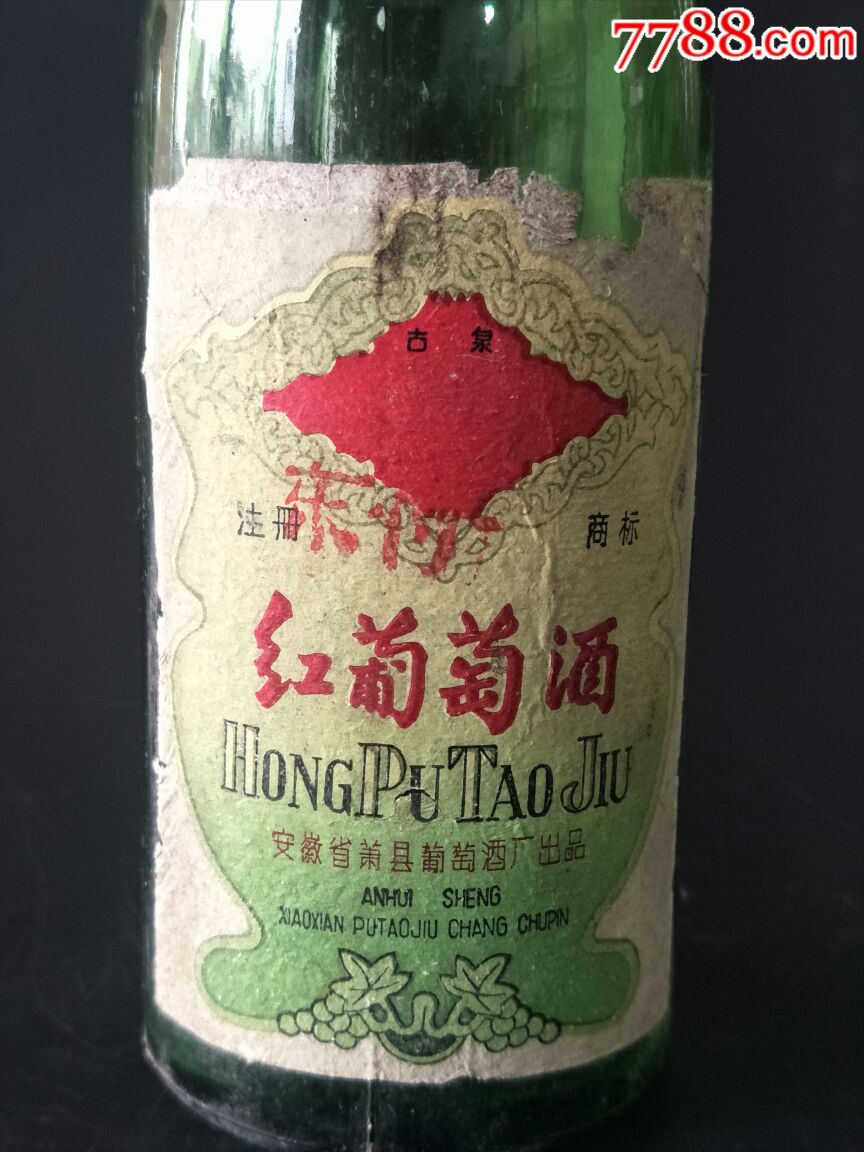 7788.com
古泉
注册 商标
红葡萄酒
HONG PU TAO JIU
安徽省萧县葡萄酒厂出品
ANHUI SHENG
XIAOXIAN PUTAOJIU CHANG CHUPIN